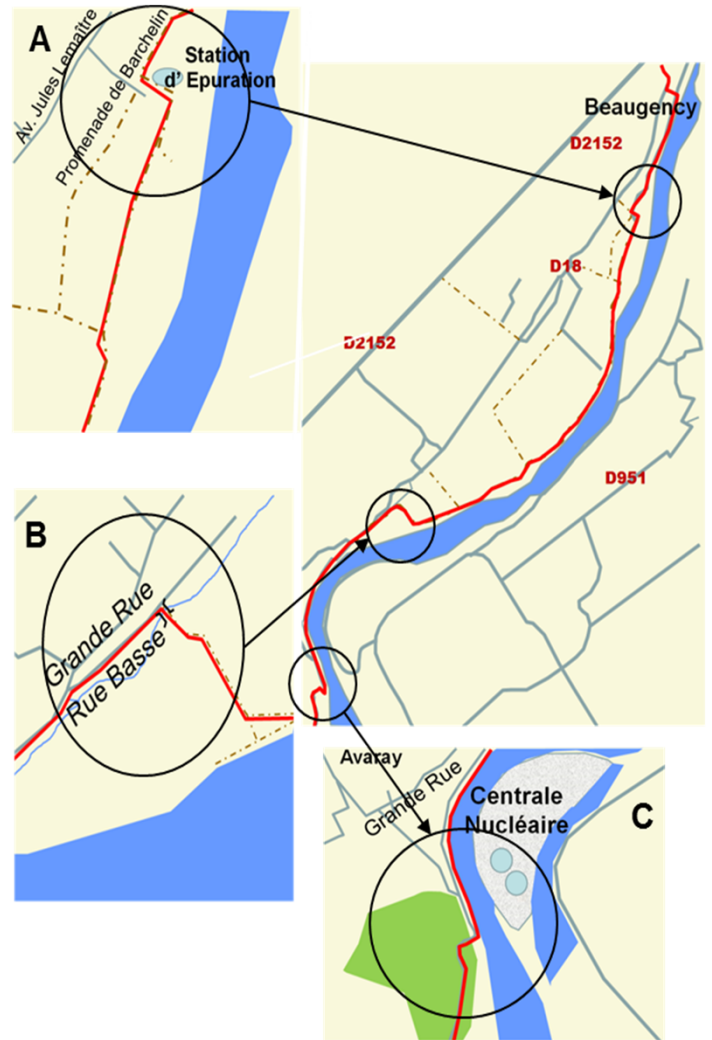 A
Av. Jules Lemaître
Promenade de Barchelin
Station
d' Epuration
Beaugency
D2152
D18
D2152
D951
B
Grande Rue
Rue Basse
Avaray
Grande Rue
Centrale
Nucléaire
C